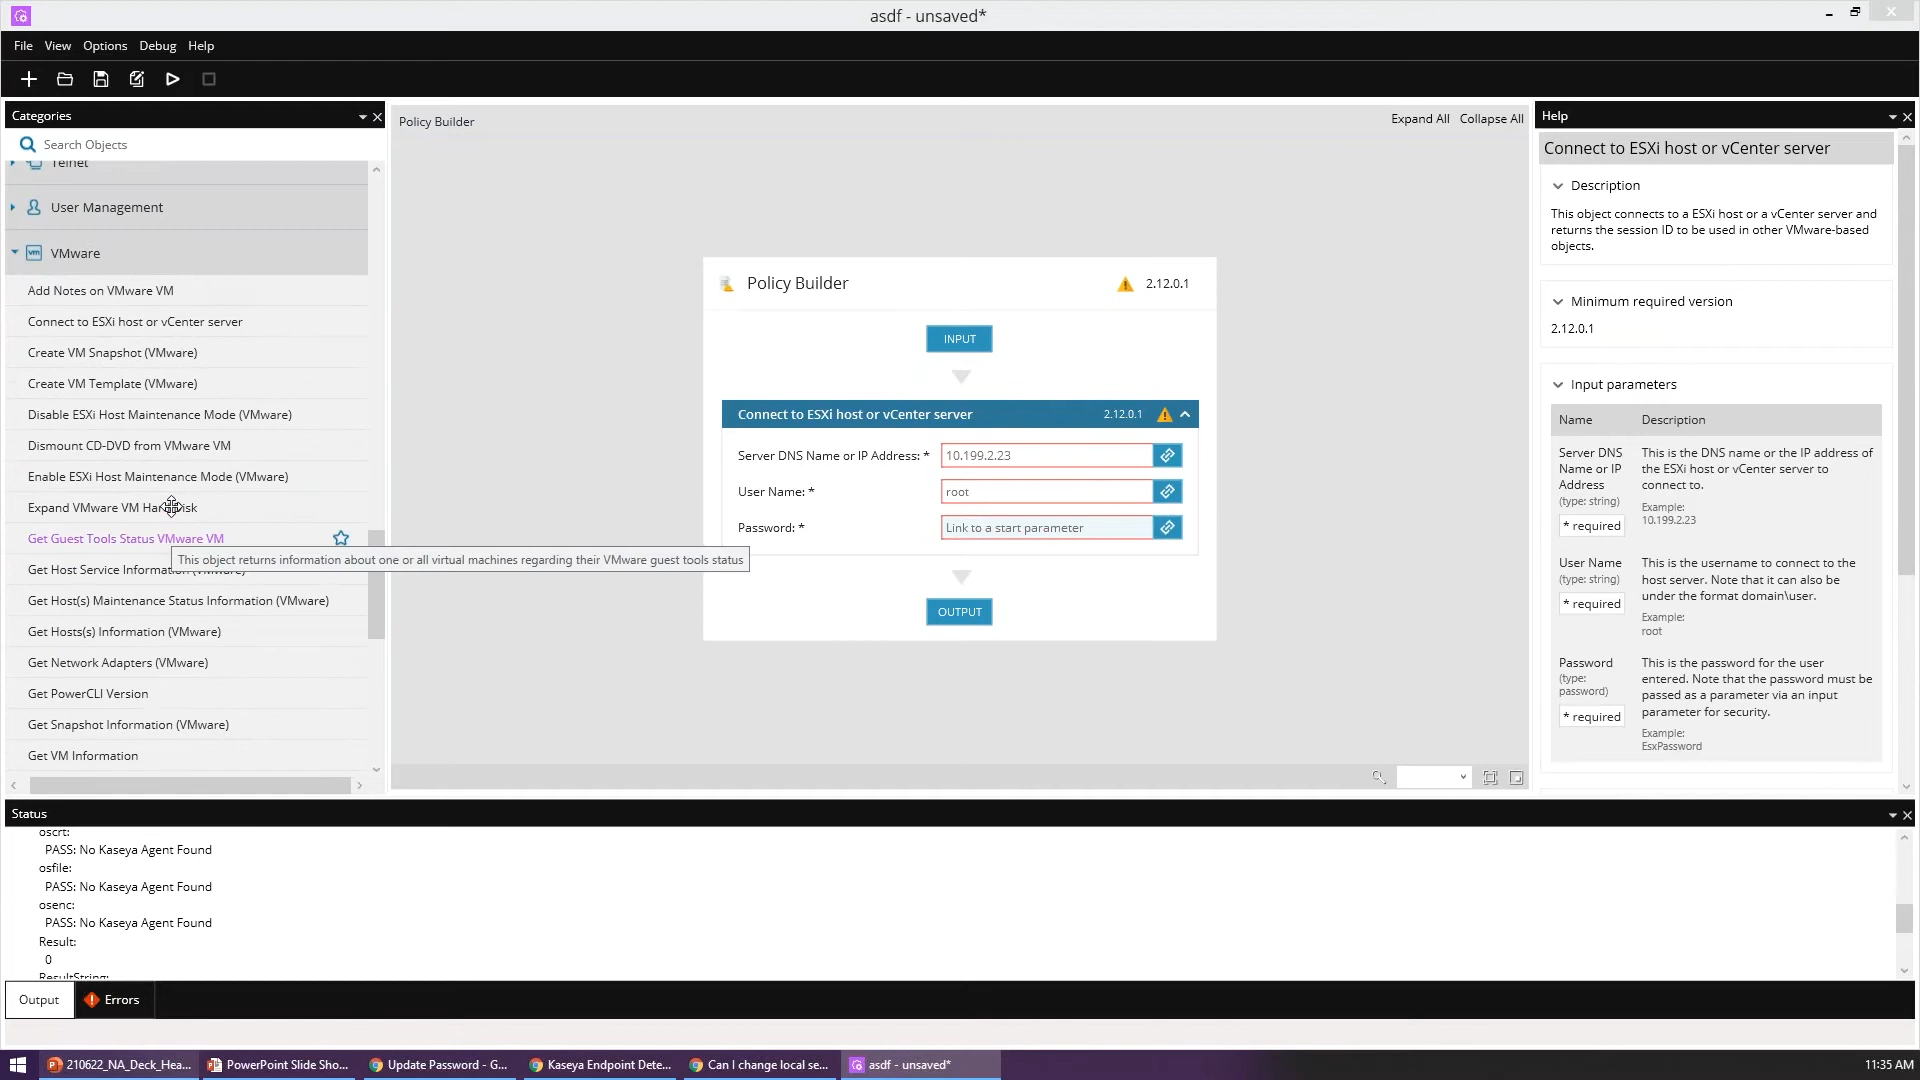 asdf - unsaved*
File View Options Debug Help
Categories
Search Objects
Telnet
User Management
vm VMware
Add Notes on VMware VM
Connect to ESXi host or vCenter server
Create VM Snapshot (VMware)
Create VM Template (VMware)
Disable ESXi Host Maintenance Mode (VMware)
Dismount CD-DVD from VMware VM
Enable ESXi Host Maintenance Mode (VMware)
Expand VMware VM Hard Disk
Get Guest Tools Status VMware VM
This object returns information about one or all virtual machines regarding their VMware guest tools status
Get Host Service Information (VMware)
Get Host(s) Maintenance Status Information (VMware)
Get Hosts(s) Information (VMware)
Get Network Adapters (VMware)
Get PowerCLI Version
Get Snapshot Information (VMware)
Get VM Information
Policy Builder
Expand All Collapse All
Policy Builder 2.12.0.1
INPUT
Connect to ESXi host or vCenter server 2.12.0.1
Server DNS Name or IP Address: * 10.199.2.23
User Name: * root
Password: * Link to a start parameter
OUTPUT
Help
Connect to ESXi host or vCenter server
Description
This object connects to a ESXi host or a vCenter server and
returns the session ID to be used in other VMware-based
objects.
Minimum required version
2.12.0.1
Input parameters
Name Description
Server DNS
Name or IP
Address
(type: string)
* required
This is the DNS name or the IP address of
the ESXi host or vCenter server to
connect to.
Example:
10.199.2.23
User Name
(type: string)
* required
This is the username to connect to the
host server. Note that it can also be
under the format domain\user.
Example:
root
Password
(type:
password)
* required
This is the password for the user
entered. Note that the password must be
passed as a parameter via an input
parameter for security.
Example:
EsxPassword
Status
oscrt:
PASS: No Kaseya Agent Found
osfile:
PASS: No Kaseya Agent Found
osenc:
PASS: No Kaseya Agent Found
Result:
0
ResultString:
Output Errors
210622_NA_Deck_Hea...
PowerPoint Slide Sho...
Update Password - G...
Kaseya Endpoint Dete...
Can I change local se...
asdf - unsaved*
11:35 AM